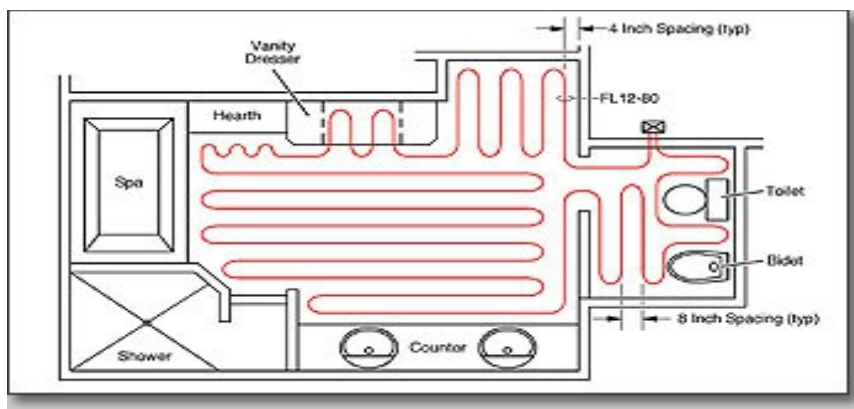 4 Inch Spacing (typ)
Vanity
Dresser
FL12-80
Hearth
Spa
Toilet
Bidet
8 Inch Spacing (typ)
Counter
Shower